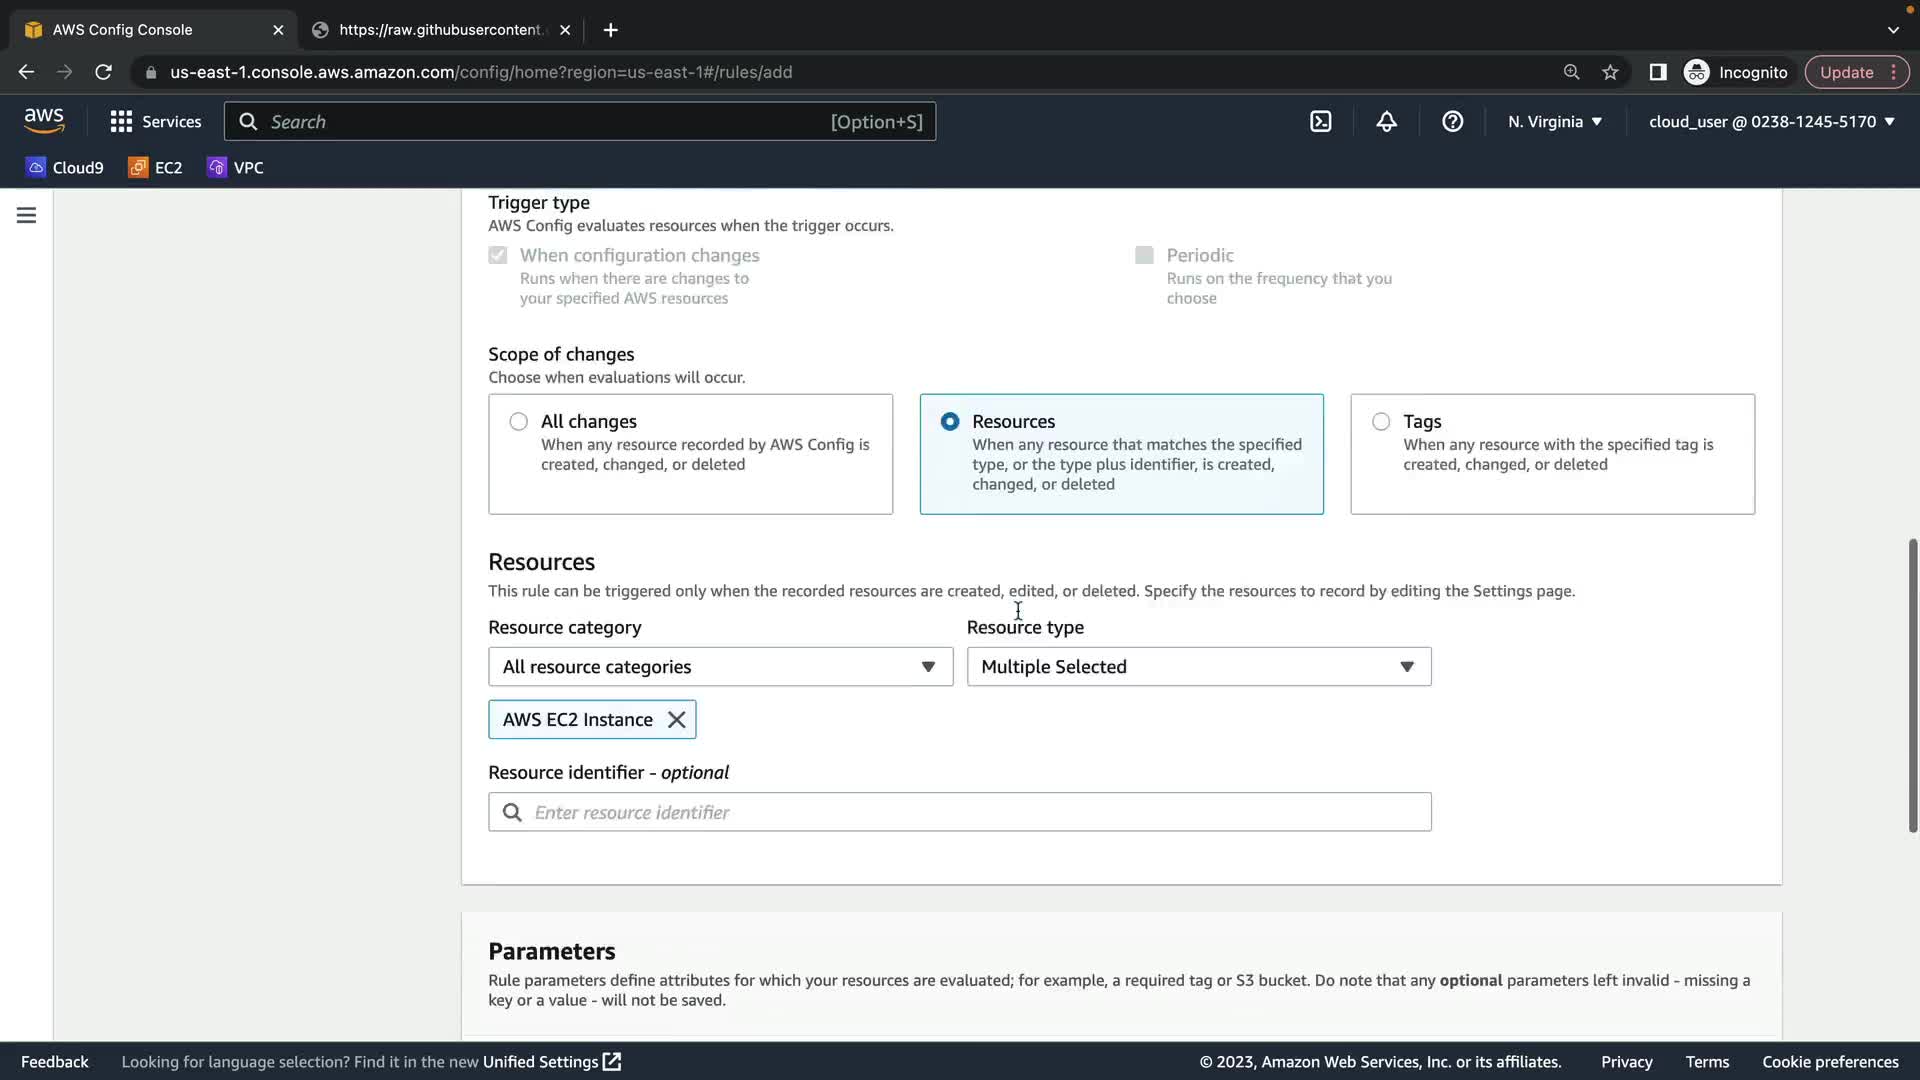 AWS Config Console
https://raw.githubusercontent.
us-east-1.console.aws.amazon.com/config/home?region=us-east-1#/rules/add
Incognito
Update
aws
Services
Search
[Option+S]
N. Virginia
cloud_user @ 0238-1245-5170
Cloud9
EC2
VPC
Trigger type
AWS Config evaluates resources when the trigger occurs.
When configuration changes
Runs when there are changes to
your specified AWS resources
Periodic
Runs on the frequency that you
choose
Scope of changes
Choose when evaluations will occur.
All changes
When any resource recorded by AWS Config is
created, changed, or deleted
Resources
When any resource that matches the specified
type, or the type plus identifier, is created,
changed, or deleted
Tags
When any resource with the specified tag is
created, changed, or deleted
Resources
This rule can be triggered only when the recorded resources are created, edited, or deleted. Specify the resources to record by editing the Settings page.
Resource category
Resource type
All resource categories
Multiple Selected
AWS EC2 Instance
Resource identifier - optional
Enter resource identifier
Parameters
Rule parameters define attributes for which your resources are evaluated; for example, a required tag or S3 bucket. Do note that any optional parameters left invalid - missing a
key or a value - will not be saved.
Feedback
Looking for language selection? Find it in the new Unified Settings
© 2023, Amazon Web Services, Inc. or its affiliates.
Privacy
Terms
Cookie preferences